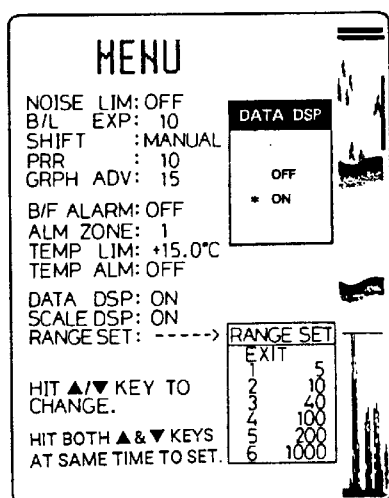 MENU
NOISE LIM: OFF
B/L EXP: 10
SHIFT :MANUAL
PRR : 10
GRPH ADV: 15
B/F ALARM: OFF
ALM ZONE: 1
TEMP LIM: +15.0°C
TEMP ALM: OFF
DATA DSP: ON
SCALE DSP: ON
RANGE SET: ----->
HIT ▲/▼ KEY TO
CHANGE.
HIT BOTH ▲ & ▼ KEYS
AT SAME TIME TO SET.
DATA DSP
OFF
* ON
RANGE SET
EXIT
1 5
2 10
3 40
4 100
5 200
6 1000